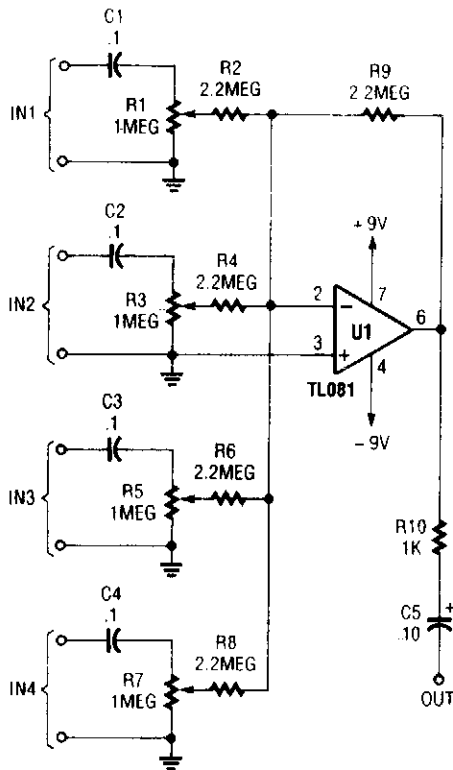 C1
.1
R2
2.2MEG
R9
2.2MEG
IN1
R1
1MEG
C2
.1
R4
2.2MEG
+9V
IN2
R3
1MEG
2
7
6
3
U1
4
TL081
-9V
C3
.1
R6
2.2MEG
IN3
R5
1MEG
R10
1K
C4
.1
R8
2.2MEG
C5
.10
+
IN4
R7
1MEG
OUT